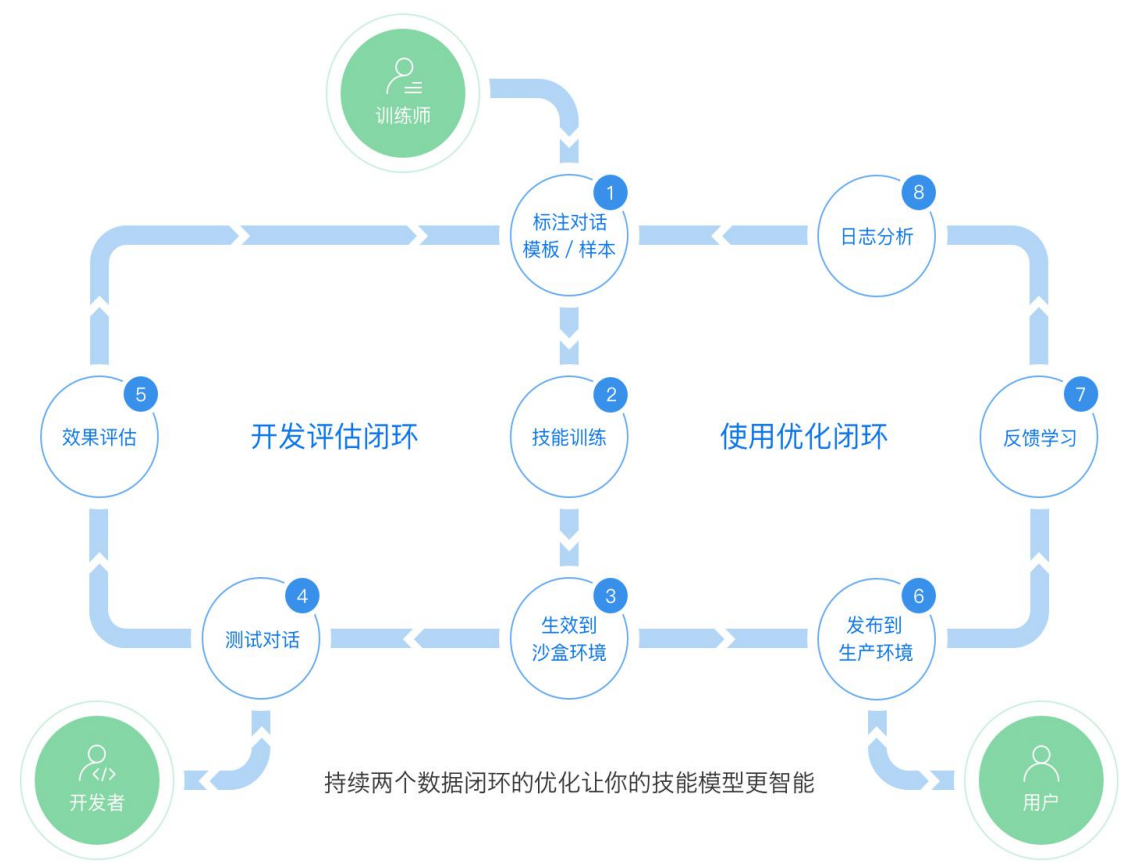 训练师
1
标注对话
模板 / 样本
8
日志分析
5
效果评估
开发评估闭环
2
技能训练
使用优化闭环
7
反馈学习
4
测试对话
3
生效到
沙盒环境
6
发布到
生产环境
</>
开发者
持续两个数据闭环的优化让你的技能模型更智能
用户